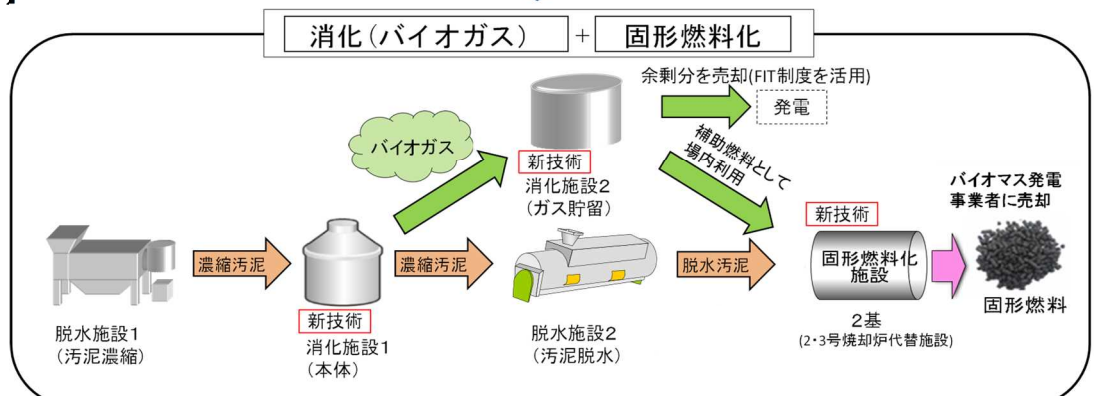 消化(バイオガス)
+
固形燃料化
余剰分を売却(FIT制度を活用)
発電
バイオガス
補助燃料として
場内利用
新技術
消化施設2
(ガス貯留)
バイオマス発電
事業者に売却
新技術
濃縮汚泥
濃縮汚泥
脱水汚泥
固形燃料化
施設
固形燃料
新技術
脱水施設1
(汚泥濃縮)
消化施設1
(本体)
脱水施設2
(汚泥脱水)
2基
(2・3号焼却炉代替施設)